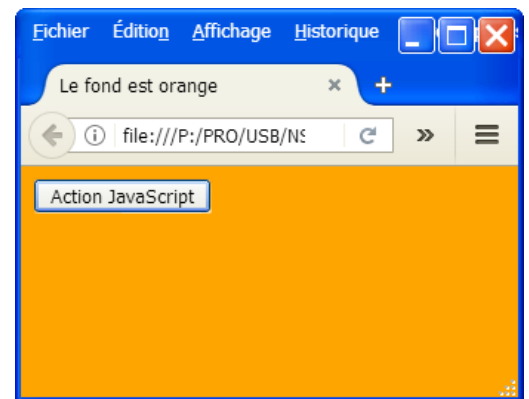 Fichier Édition Affichage Historique
Le fond est orange
file:///P:/PRO/USB/NS
Action JavaScript